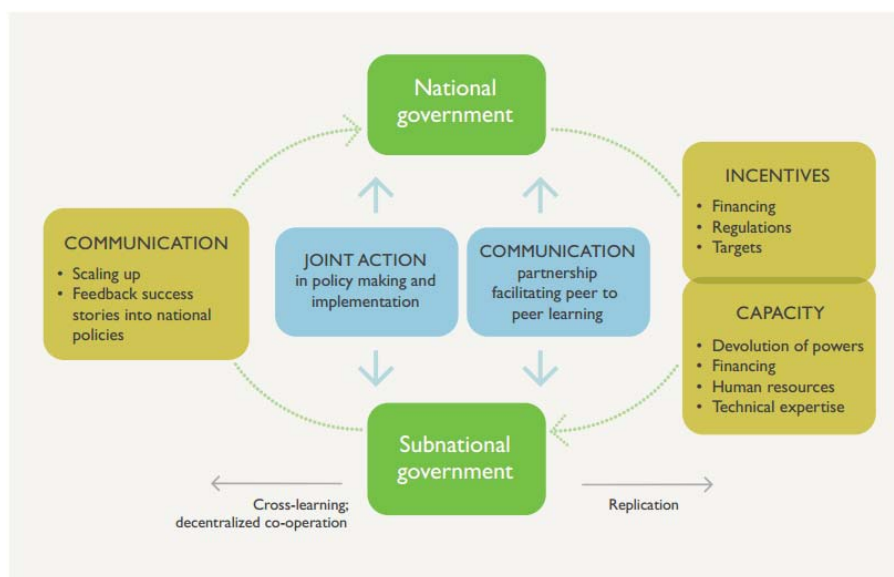 National
government
INCENTIVES
• Financing
• Regulations
• Targets
COMMUNICATION
• Scaling up
• Feedback success
stories into national
policies
JOINT ACTION
in policy making and
implementation
COMMUNICATION
partnership
facilitating peer to
peer learning
CAPACITY
• Devolution of powers
• Financing
• Human resources
• Technical expertise
Subnational
government
Cross-learning;
decentralized co-operation
Replication